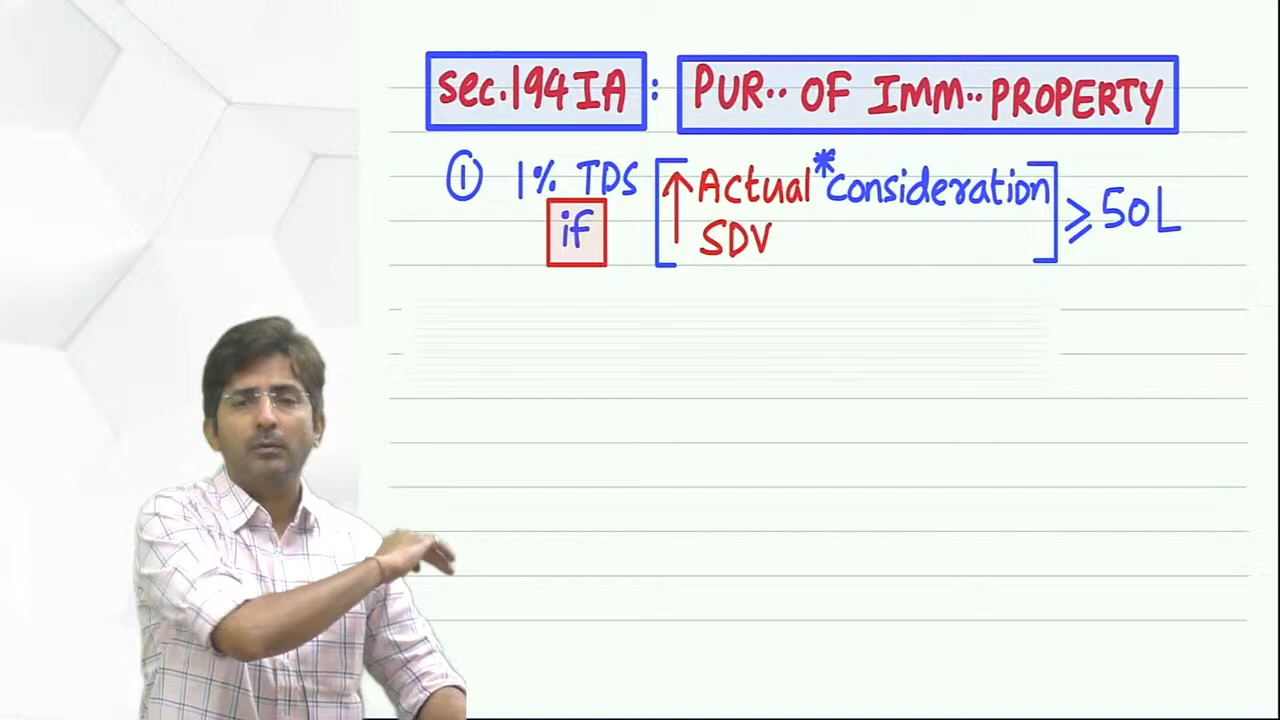 sec.194IA : PUR.. OF IMM.. PROPERTY
① 1% TDS if [↑ Actual *consideration
SDV] ⩾ 50L